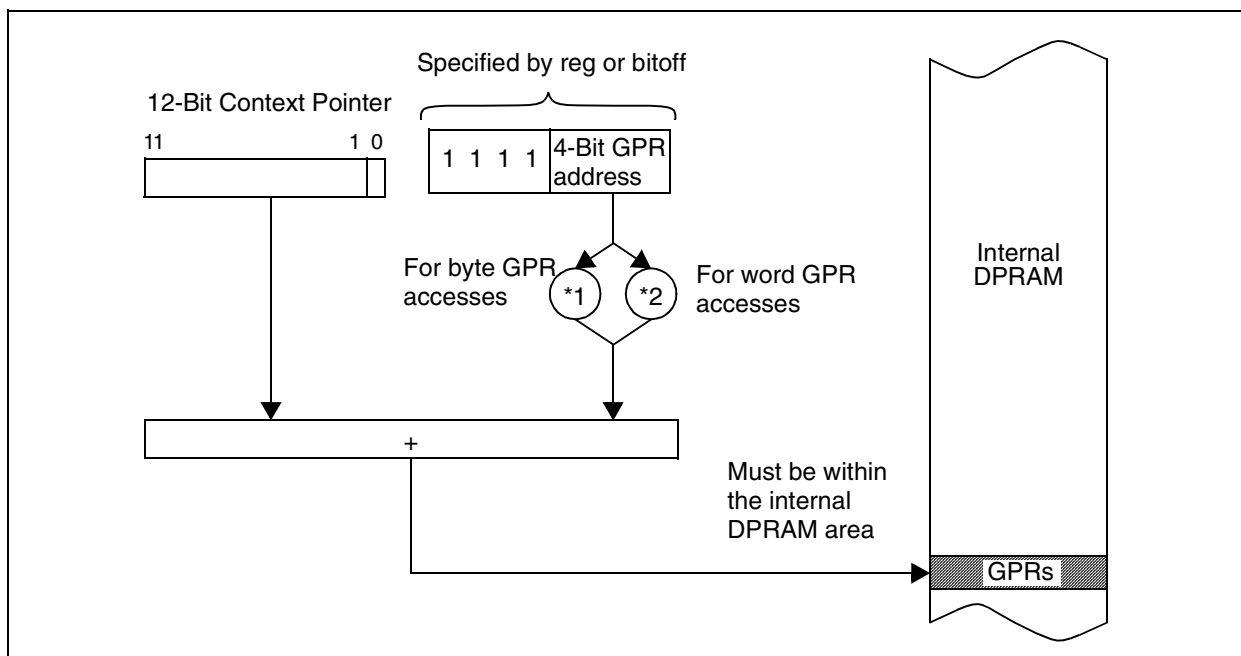 Specified by reg or bitoff
12-Bit Context Pointer
11 1 0
1 1 1 1
4-Bit GPR
address
For byte GPR
accesses
*1
*2
For word GPR
accesses
Internal
DPRAM
+
Must be within
the internal
DPRAM area
GPRs